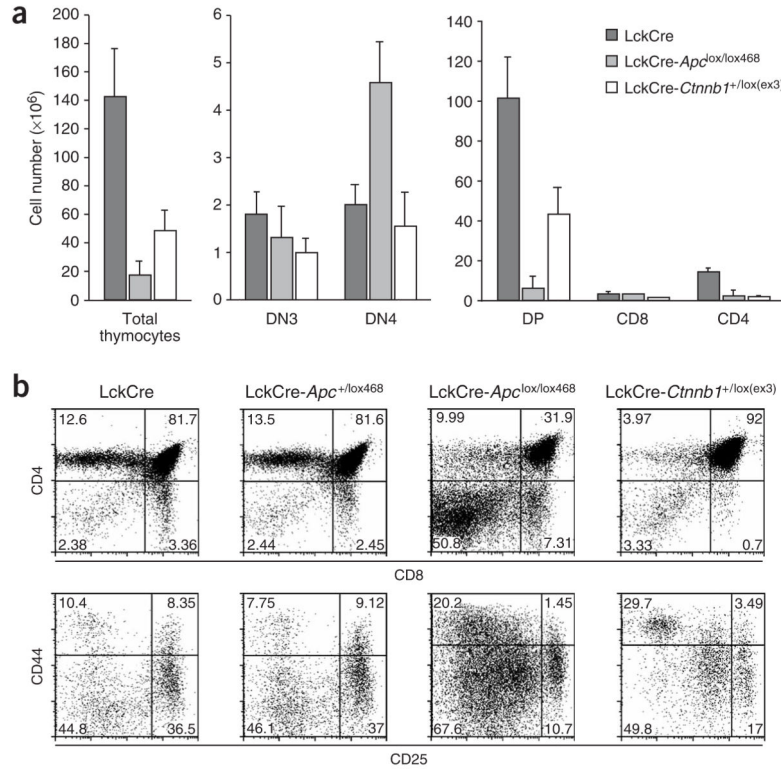 a
Cell number (×10⁶)
200
180
160
140
120
100
80
60
40
20
0
Total
thymocytes
6
5
4
3
2
1
0
DN3 DN4
140
120
100
80
60
40
20
0
DP CD8 CD4
LckCre
LckCre-Apc^lox/lox468
LckCre-Ctnnb1^+/lox(ex3)
b
LckCre LckCre-Apc^+/lox468 LckCre-Apc^lox/lox468 LckCre-Ctnnb1^+/lox(ex3)
12.6 81.7 13.5 81.6 9.99 31.9 3.97 92
CD4
2.38 3.36 2.44 2.45 50.8 7.31 3.33 0.7
CD8
10.4 8.35 7.75 9.12 20.2 1.45 29.7 3.49
CD44
44.8 36.5 46.1 37 67.6 10.7 49.8 17
CD25